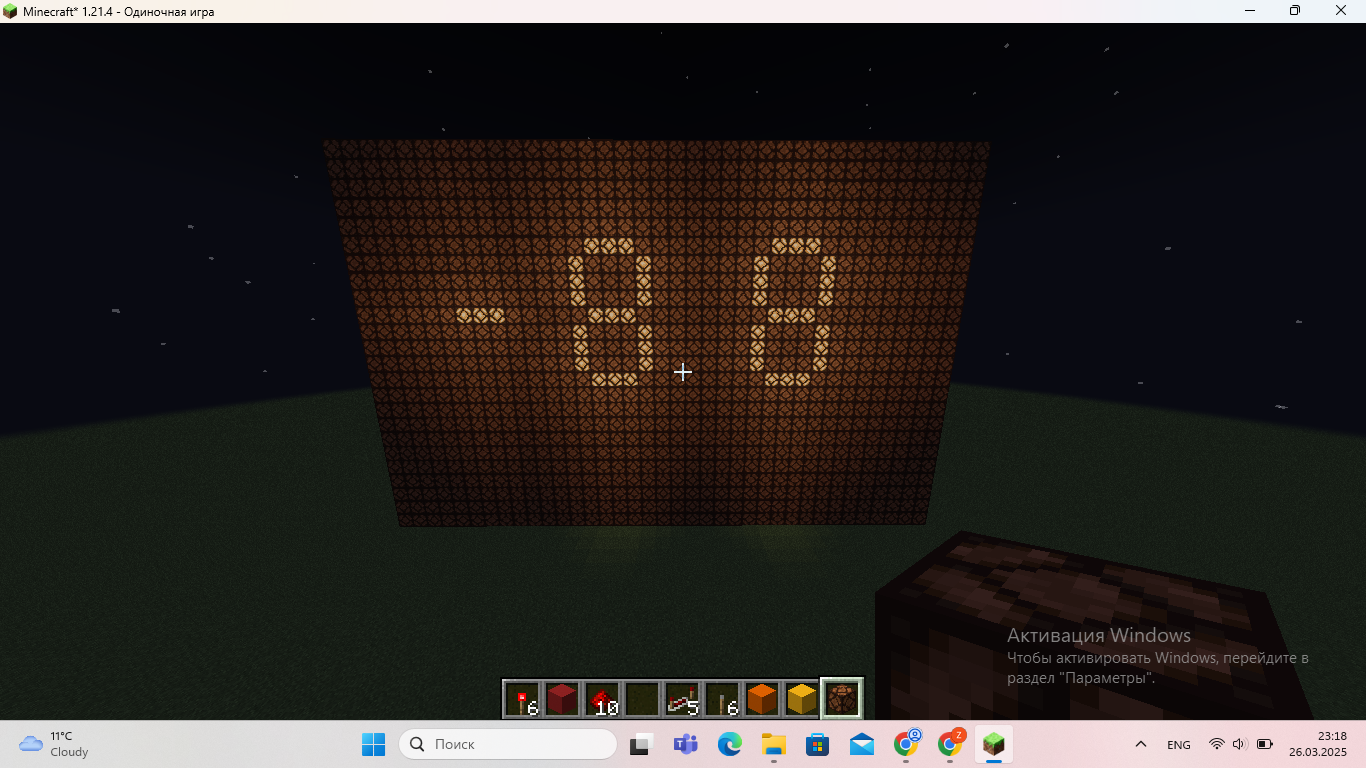 Minecraft* 1.21.4 - Одиночная игра
-88
Активация Windows
Чтобы активировать Windows, перейдите в
раздел "Параметры".
6 10 5 6
11°C
Cloudy
Поиск
Z
ENG
23:18
26.03.2025